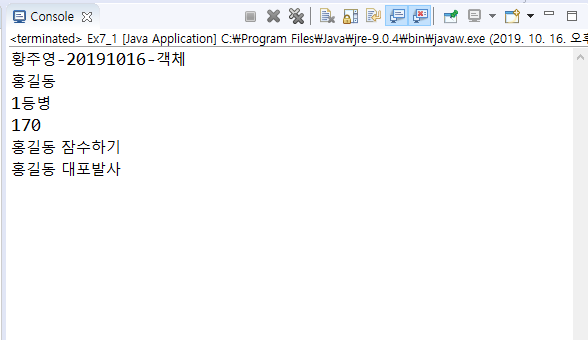 Console
<terminated> Ex7_1 [Java Application] C:₩Program Files₩Java₩jre-9.0.4₩bin₩javaw.exe (2019. 10. 16. 오후
황주영-20191016-객체
홍길동
1등병
170
홍길동 잠수하기
홍길동 대포발사